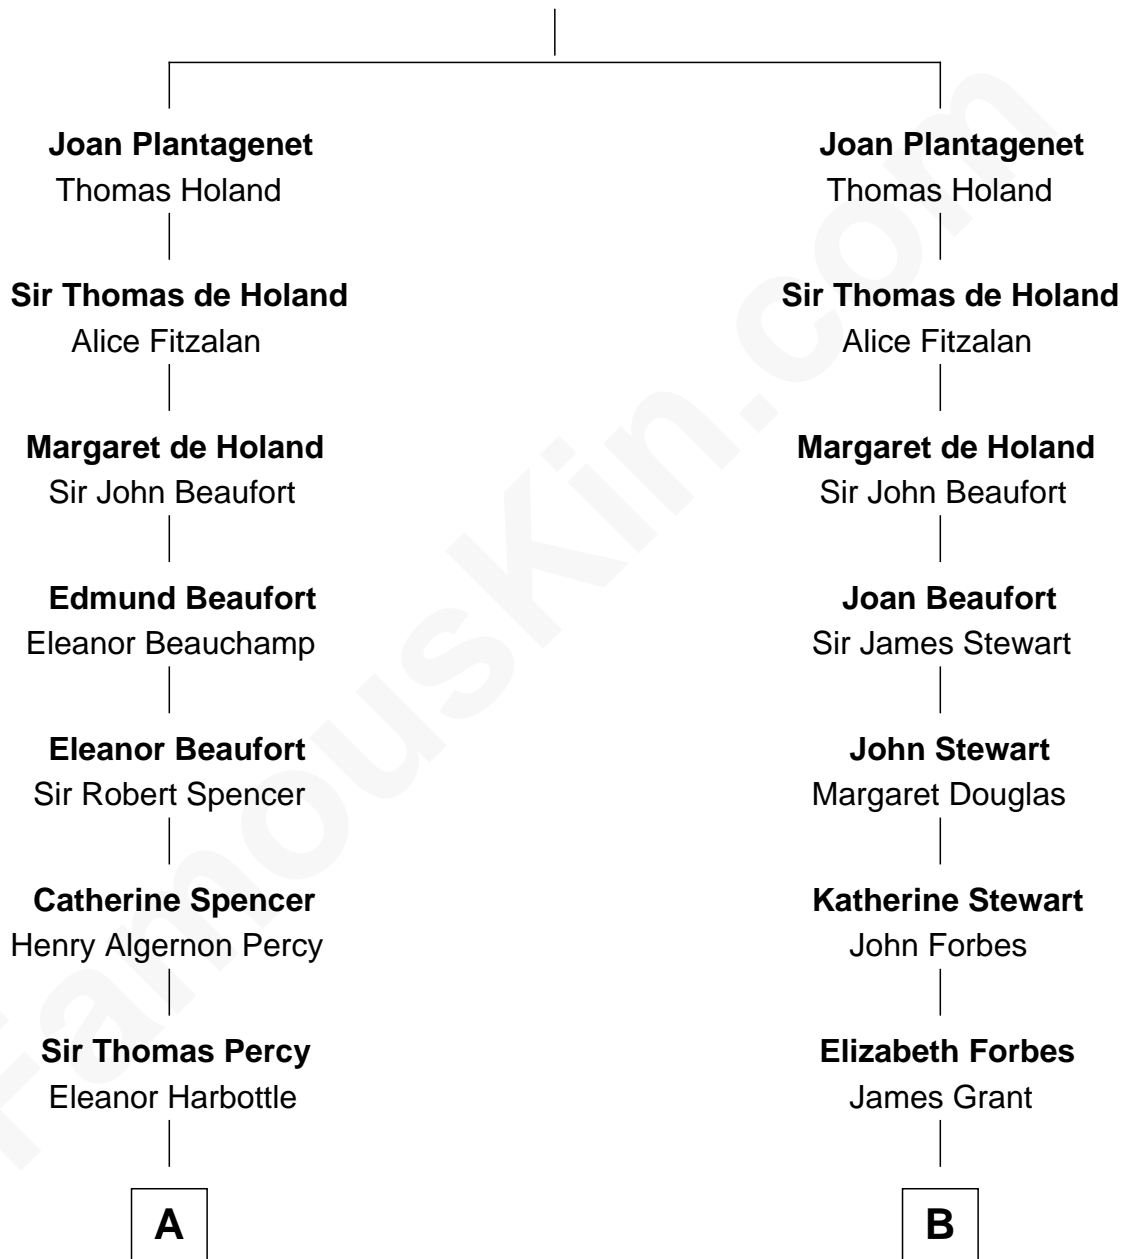 Joan Plantagenet
Thomas Holand
Sir Thomas de Holand
Alice Fitzalan
Margaret de Holand
Sir John Beaufort
Edmund Beaufort
Eleanor Beauchamp
Eleanor Beaufort
Sir Robert Spencer
Catherine Spencer
Henry Algernon Percy
Sir Thomas Percy
Eleanor Harbottle
A
Joan Plantagenet
Thomas Holand
Sir Thomas de Holand
Alice Fitzalan
Margaret de Holand
Sir John Beaufort
Joan Beaufort
Sir James Stewart
John Stewart
Margaret Douglas
Katherine Stewart
John Forbes
Elizabeth Forbes
James Grant
B
FamousKin.com